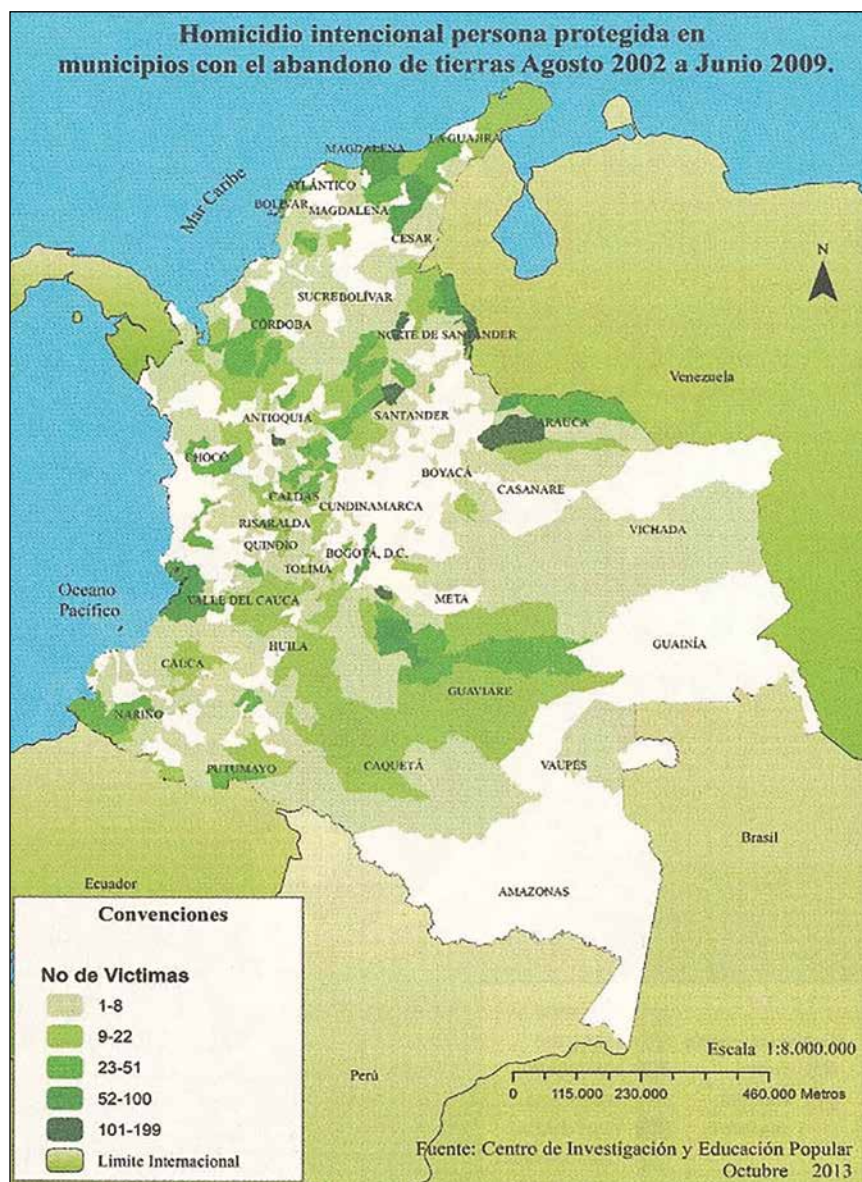 Homicidio intencional persona protegida en
municipios con el abandono de tierras Agosto 2002 a Junio 2009.
LA GUAJIRA
MAGDALENA
Mar Caribe
ATLÁNTICO
BOLÍVAR
MAGDALENA
CESAR
N
SUCRE
BOLÍVAR
CÓRDOBA
NORTE DE SANTANDER
Venezuela
ANTIOQUIA
SANTANDER
ARAUCA
CHOCÓ
BOYACÁ
CASANARE
CALDAS
CUNDINAMARCA
VICHADA
RISARALDA
QUINDÍO
BOGOTÁ, D.C.
TOLIMA
Oceano
Pacífico
VALLE DEL CAUCA
META
GUAINÍA
HUILA
CAUCA
GUAVIARE
NARIÑO
PUTUMAYO
CAQUETÁ
VAUPÉS
Brasil
Ecuador
AMAZONAS
Convenciones
No de Victimas
1-8
9-22
23-51
52-100
101-199
Limite Internacional
Perú
Escala 1:8.000.000
0 115.000 230.000 460.000 Metros
Fuente: Centro de Investigación y Educación Popular
Octubre 2013